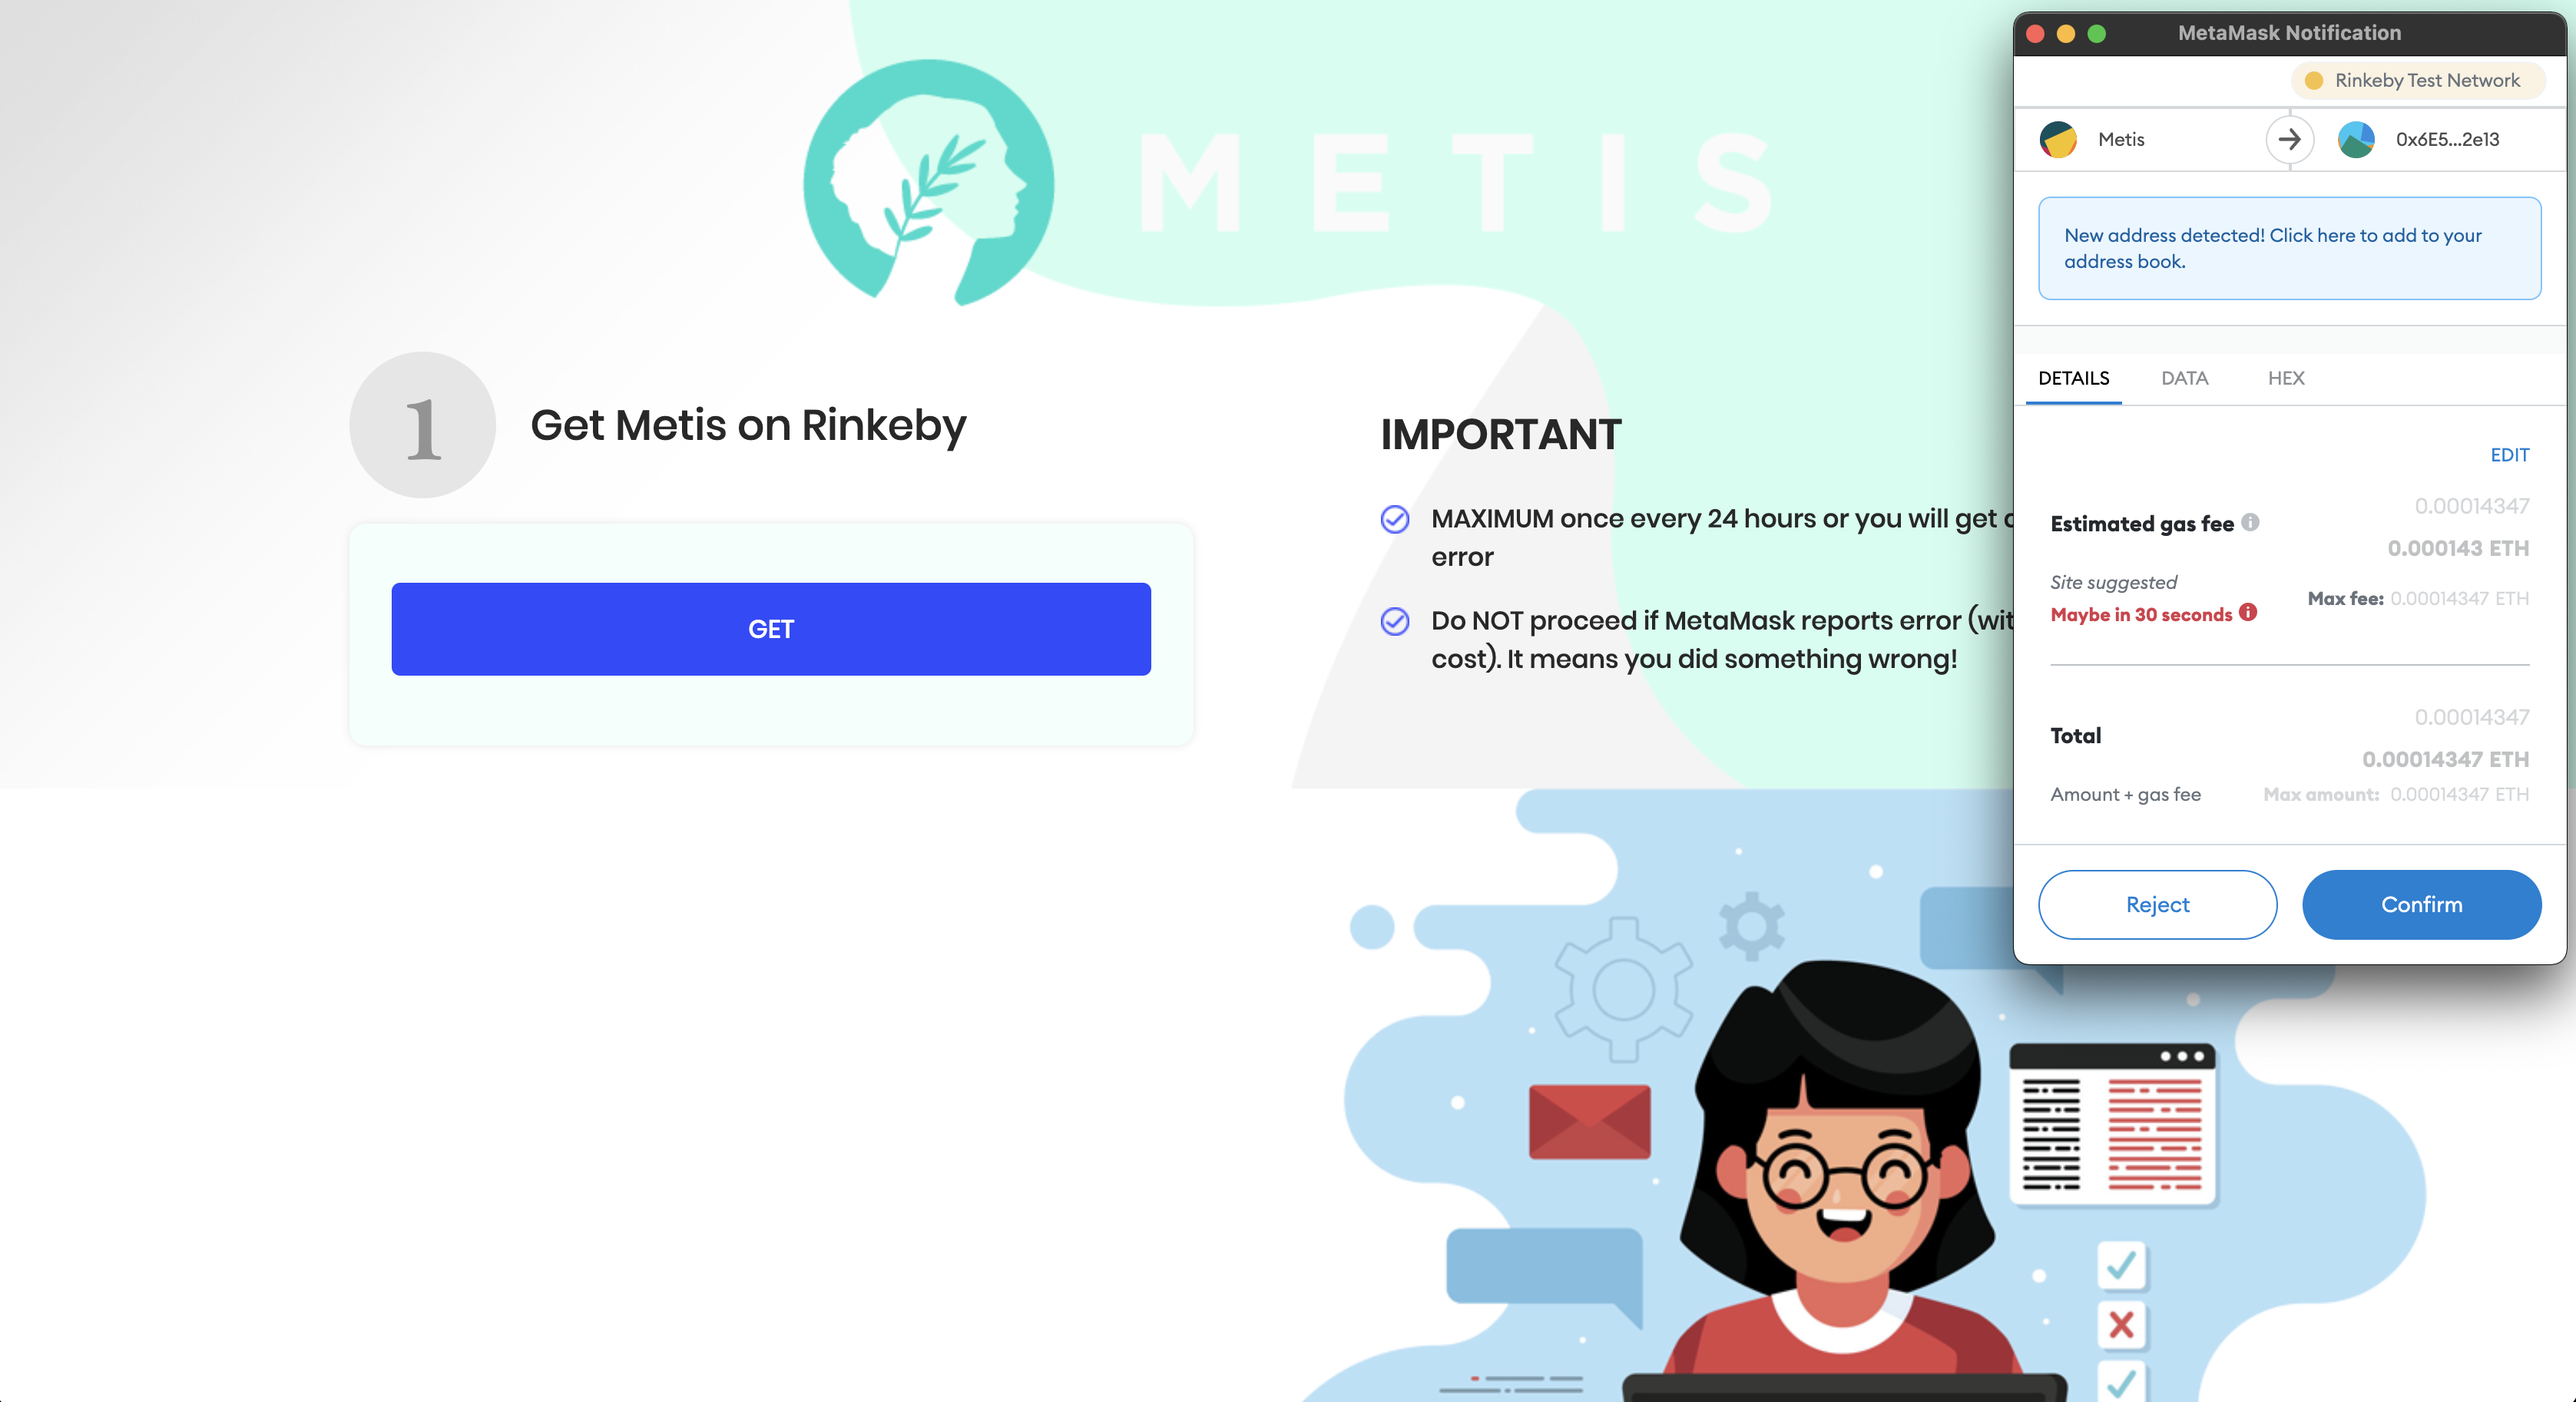 METIS
1
Get Metis on Rinkeby
GET
IMPORTANT
MAXIMUM once every 24 hours or you will get
error
Do NOT proceed if MetaMask reports error
cost). It means you did something wrong!
MetaMask Notification
Rinkeby Test Network
Metis
0x6E5...2e13
New address detected! Click here to add to your
address book.
DETAILS DATA HEX
EDIT
0.00014347
Estimated gas fee
0.000143 ETH
Site suggested
Max fee: 0.00014347 ETH
Maybe in 30 seconds
0.00014347
Total
0.00014347 ETH
Amount + gas fee Max amount: 0.00014347 ETH
Reject Confirm